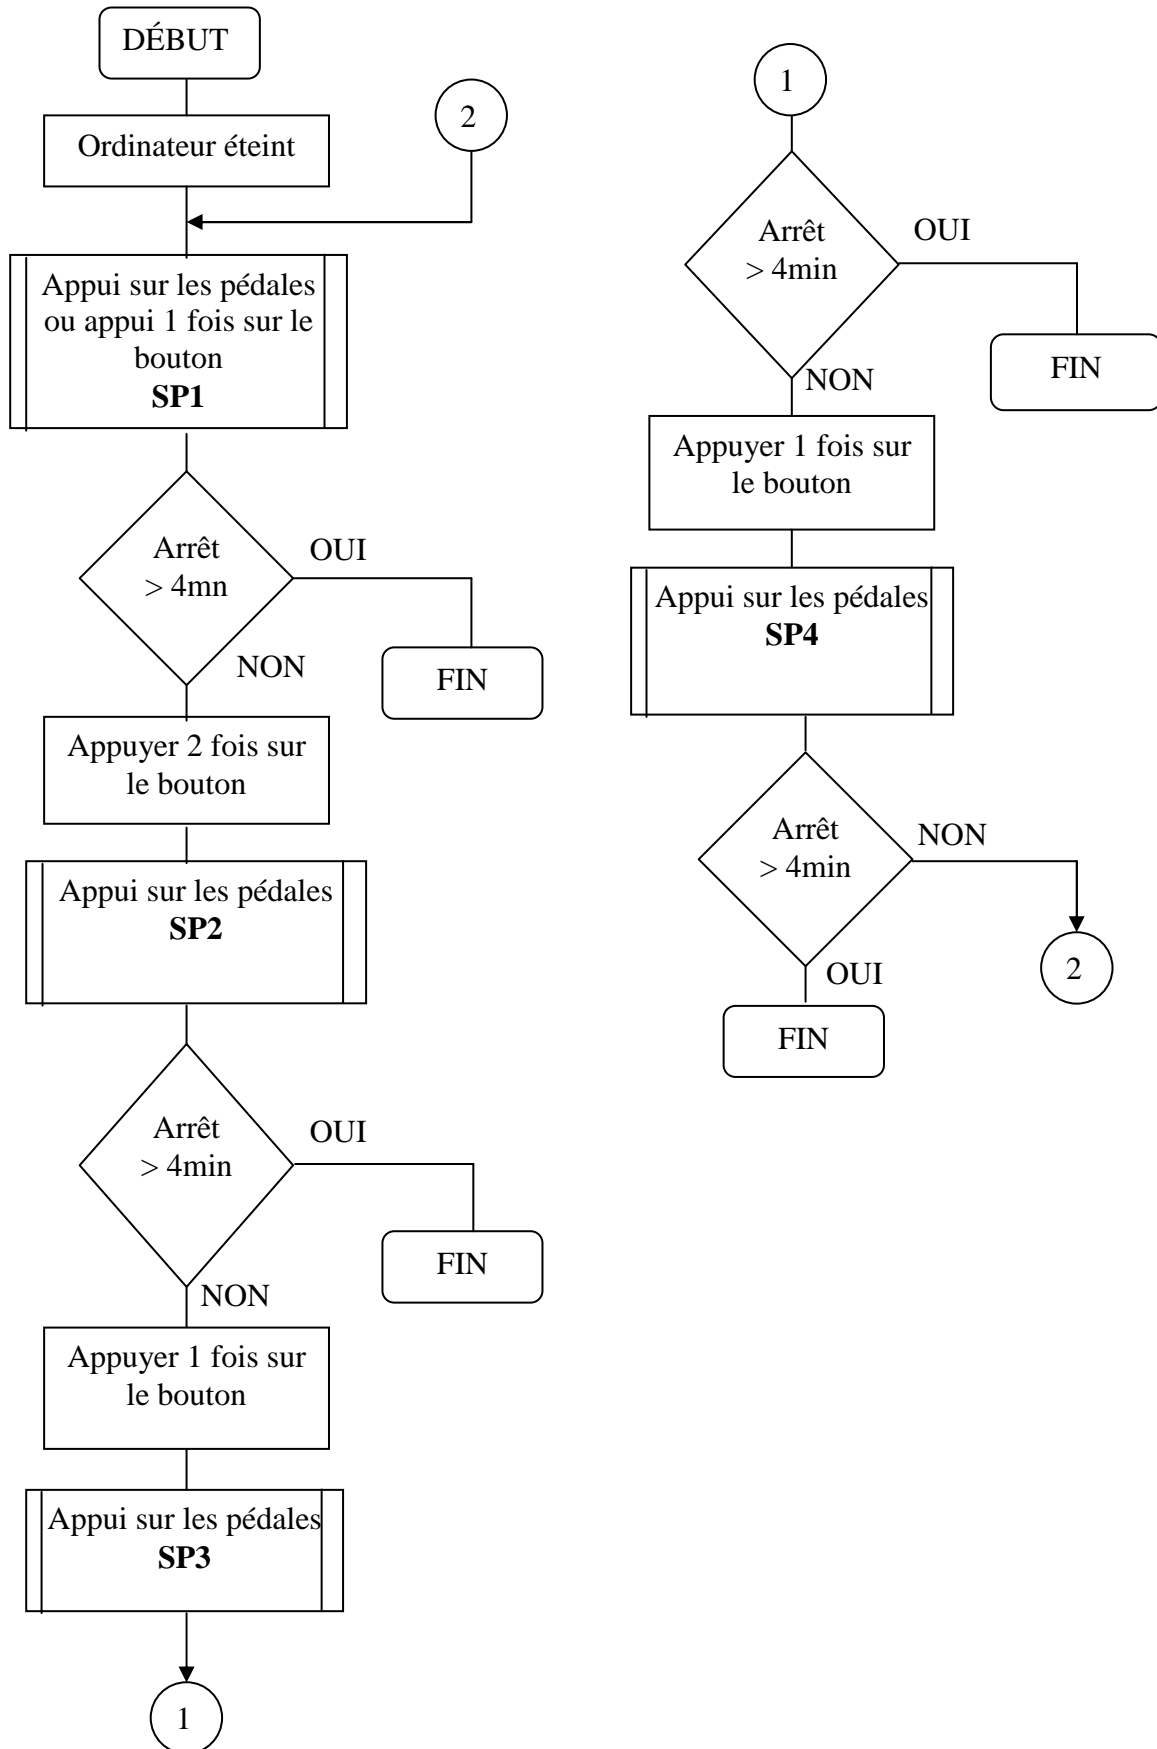 DÉBUT
Ordinateur éteint
2
Appui sur les pédales
ou appui 1 fois sur le
bouton
SP1
Arrêt
> 4mn
OUI
NON
FIN
Appuyer 2 fois sur
le bouton
Appui sur les pédales
SP2
Arrêt
> 4min
OUI
NON
FIN
Appuyer 1 fois sur
le bouton
Appui sur les pédales
SP3
1
1
Arrêt
> 4min
OUI
NON
FIN
Appuyer 1 fois sur
le bouton
Appui sur les pédales
SP4
Arrêt
> 4min
NON
OUI
2
FIN